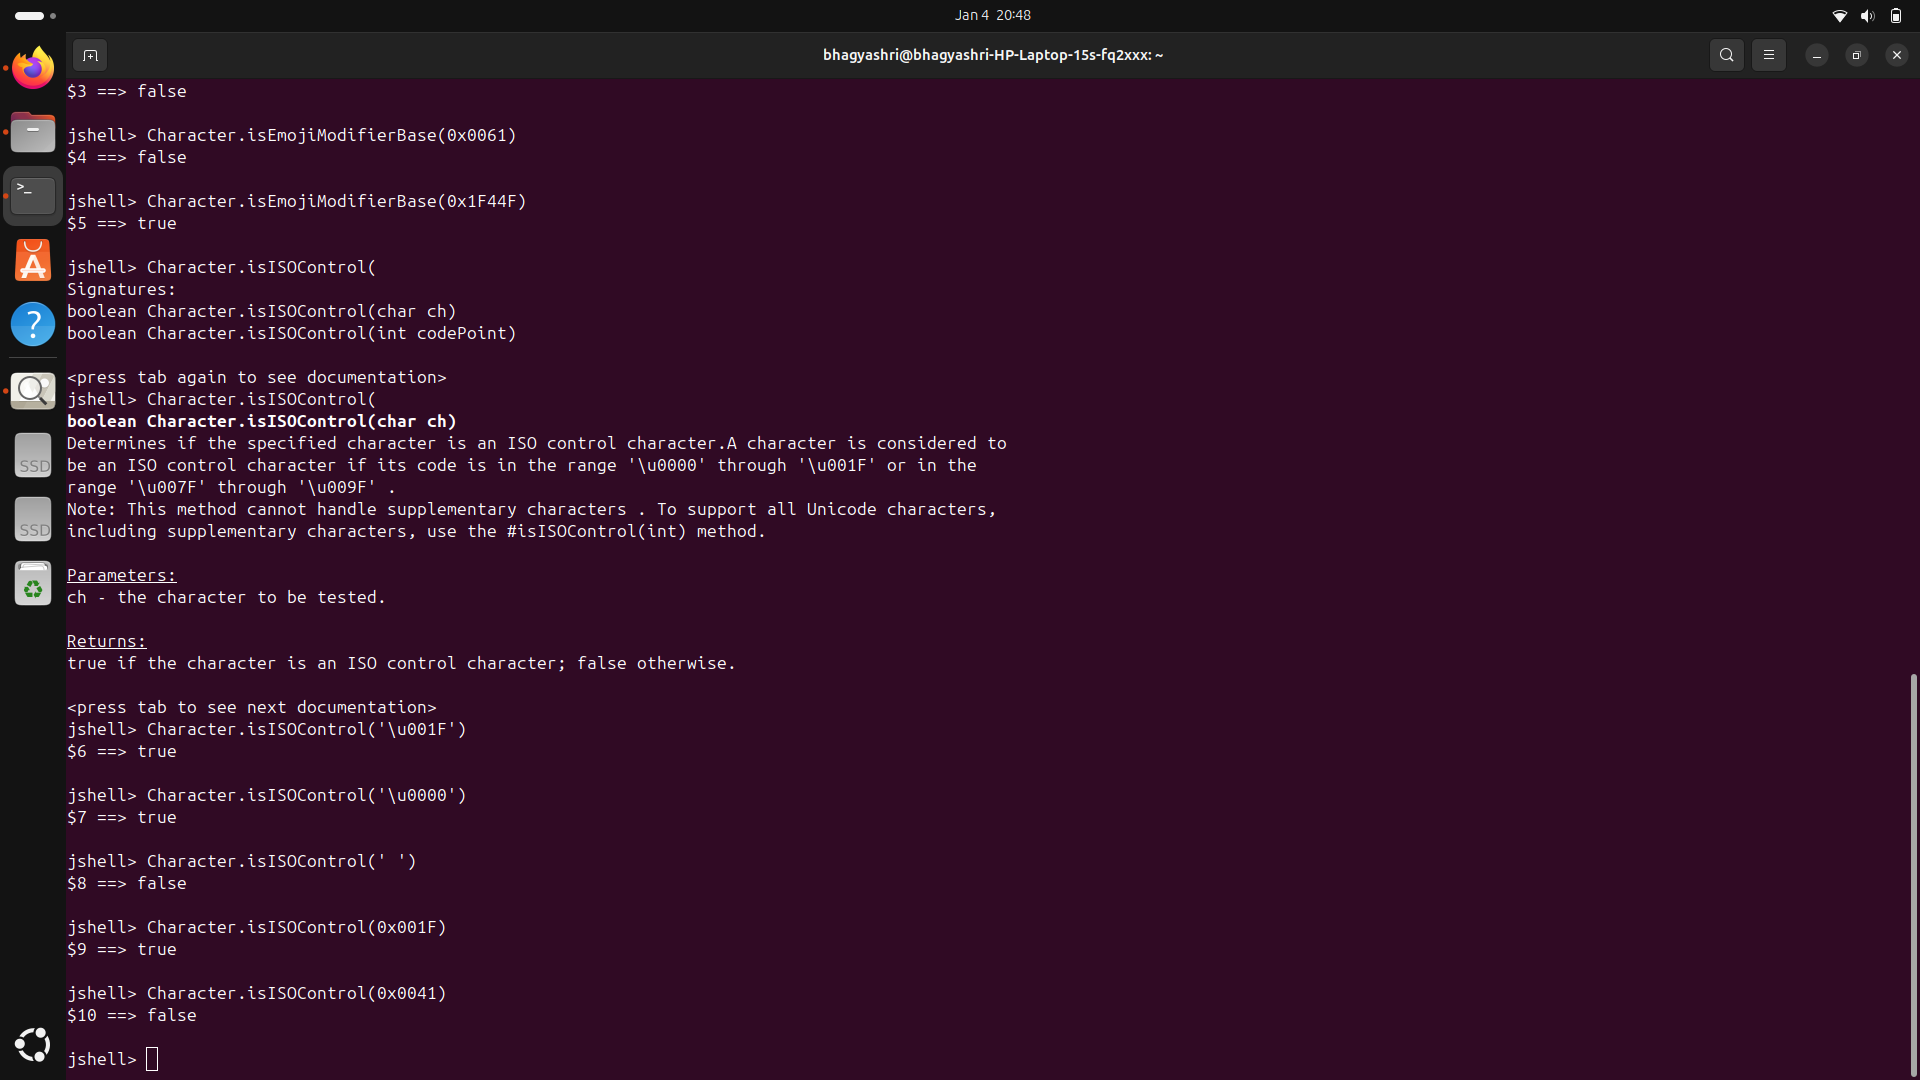 Jan 4 20:48
bhagyashri@bhagyashri-HP-Laptop-15s-fq2xxx: ~
$3 ==> false
jshell> Character.isEmojiModifierBase(0x0061)
$4 ==> false
jshell> Character.isEmojiModifierBase(0x1F44F)
$5 ==> true
jshell> Character.isISOControl(
Signatures:
boolean Character.isISOControl(char ch)
boolean Character.isISOControl(int codePoint)
<press tab again to see documentation>
jshell> Character.isISOControl(
boolean Character.isISOControl(char ch)
Determines if the specified character is an ISO control character.A character is considered to
be an ISO control character if its code is in the range '\u0000' through '\u001F' or in the
range '\u007F' through '\u009F' .
Note: This method cannot handle supplementary characters . To support all Unicode characters,
including supplementary characters, use the #isISOControl(int) method.
Parameters:
ch - the character to be tested.
Returns:
true if the character is an ISO control character; false otherwise.
<press tab to see next documentation>
jshell> Character.isISOControl('\u001F')
$6 ==> true
jshell> Character.isISOControl('\u0000')
$7 ==> true
jshell> Character.isISOControl(' ')
$8 ==> false
jshell> Character.isISOControl(0x001F)
$9 ==> true
jshell> Character.isISOControl(0x0041)
$10 ==> false
jshell>
>_
A
?
SSD
SSD